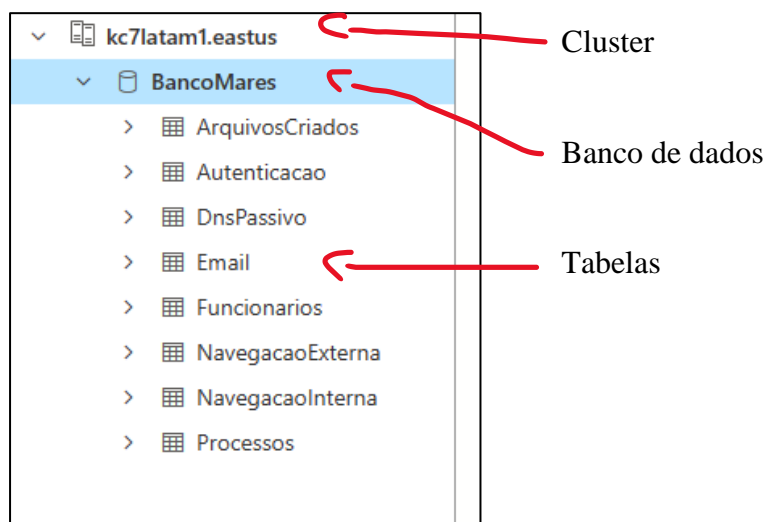 kc7latam1.eastus
Cluster
BancoMares
ArquivosCriados
Banco de dados
Autenticacao
DnsPassivo
Email
Tabelas
Funcionarios
NavegacaoExterna
NavegacaoInterna
Processos